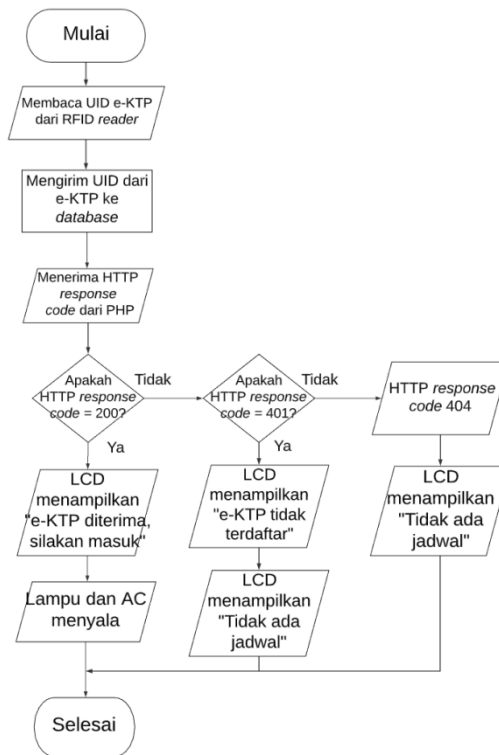 Mulai
Membaca UID e-KTP
dari RFID reader
Mengirim UID dari
e-KTP ke
database
Menerima HTTP
response
code dari PHP
Apakah
HTTP response
code = 200?
Tidak
Ya
Apakah
HTTP response
code = 401?
Tidak
Ya
HTTP response
code 404
LCD
menampilkan
"e-KTP diterima,
silakan masuk"
LCD
menampilkan
"e-KTP tidak
terdaftar"
LCD
menampilkan
"Tidak ada
jadwal"
Lampu dan AC
menyala
LCD
menampilkan
"Tidak ada
jadwal"
Selesai